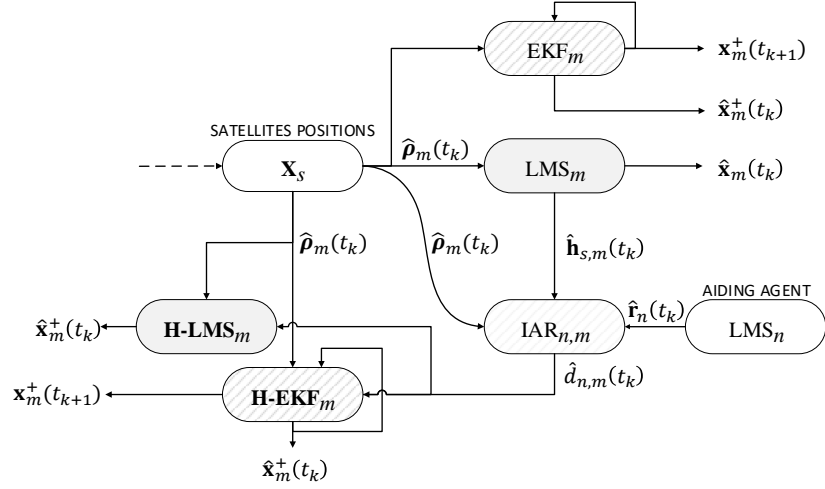 EKF_m
𝐱_m^+(t_{k+1})
𝐱̂_m^+(t_k)
SATELLITES POSITIONS
𝐗_s
𝛒̂_m(t_k)
LMS_m
𝐱̂_m(t_k)
𝛒̂_m(t_k)
𝛒̂_m(t_k)
𝐡̂_{s,m}(t_k)
AIDING AGENT
𝐱̂_m^+(t_k)
H-LMS_m
IAR_{n,m}
𝐫̂_n(t_k)
LMS_n
𝐱_m^+(t_{k+1})
H-EKF_m
d̂_{n,m}(t_k)
𝐱̂_m^+(t_k)